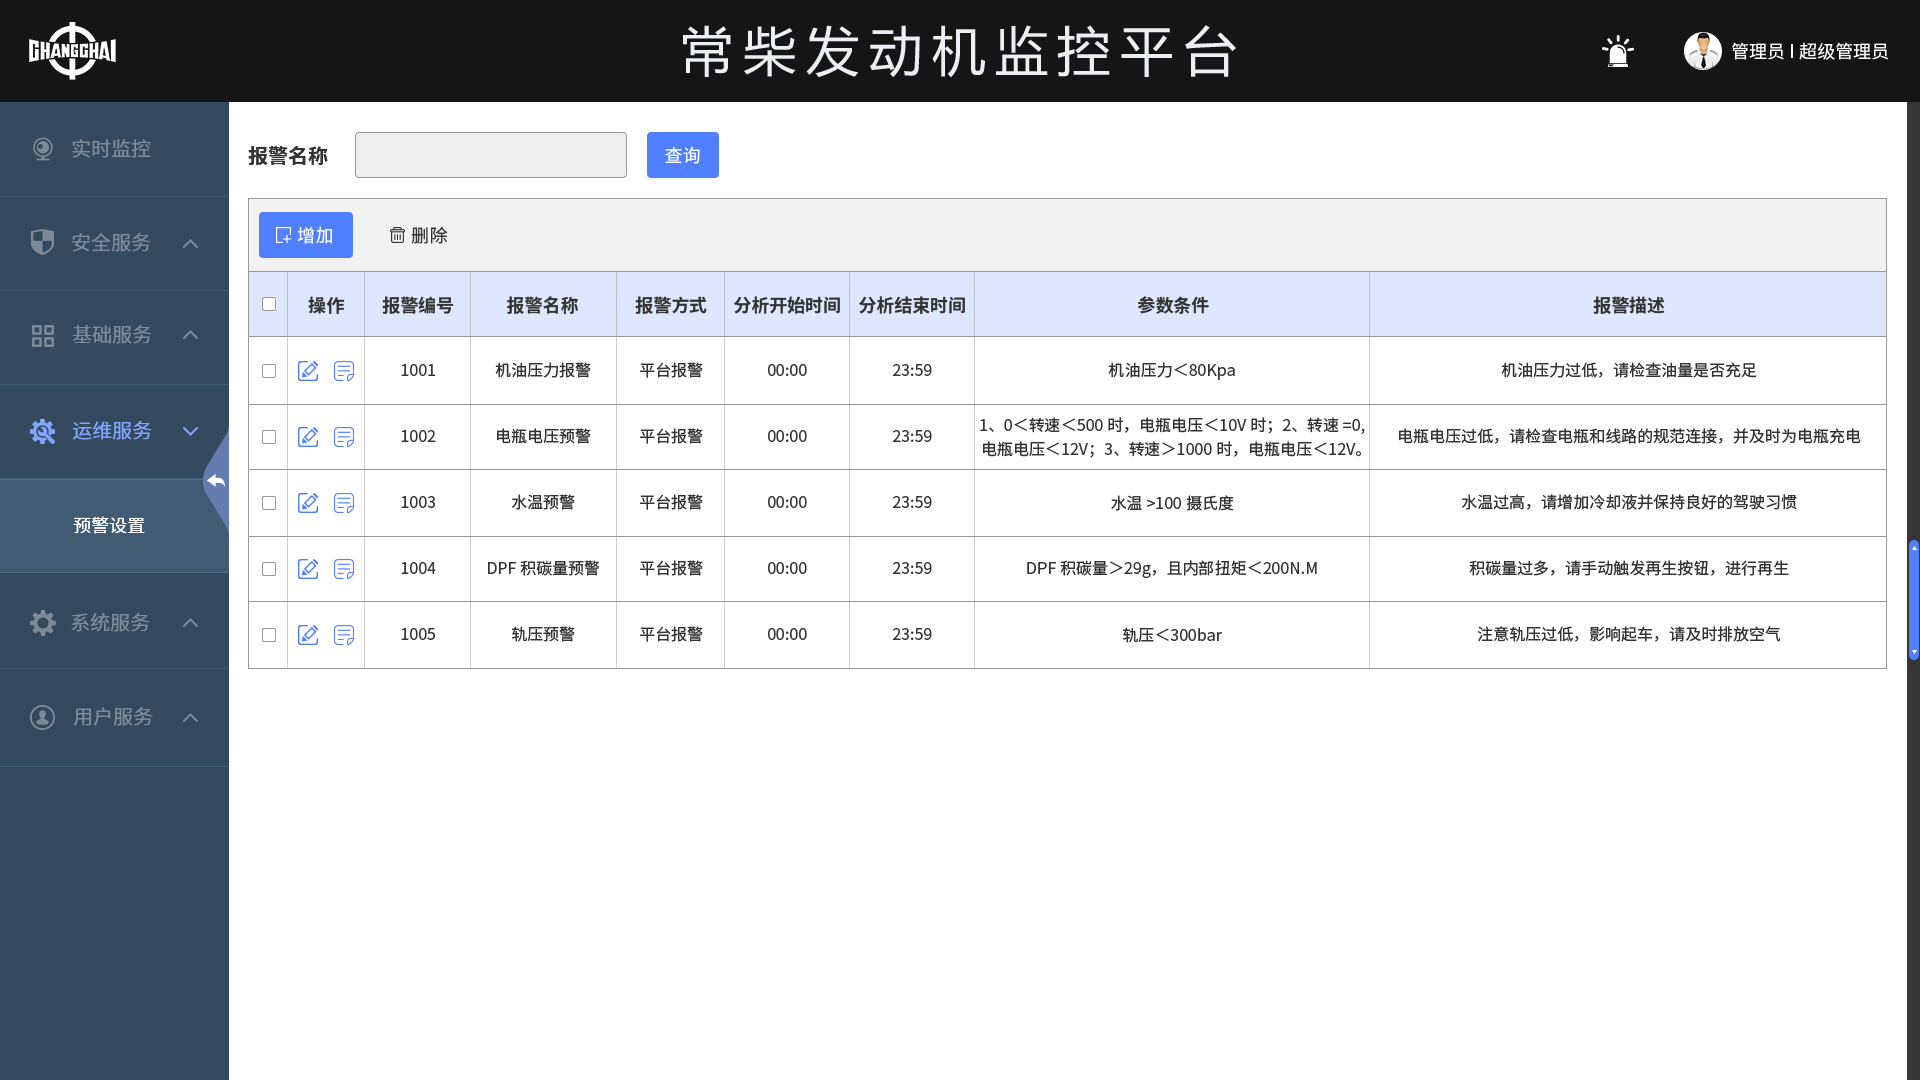 CHANGCHAI
常柴发动机监控平台
管理员 I 超级管理员
实时监控
安全服务
基础服务
运维服务
预警设置
系统服务
用户服务
报警名称
查询
增加
删除
操作 报警编号 报警名称 报警方式 分析开始时间 分析结束时间 参数条件 报警描述
1001 机油压力报警 平台报警 00:00 23:59 机油压力＜80Kpa 机油压力过低，请检查油量是否充足
1002 电瓶电压预警 平台报警 00:00 23:59 1、0＜转速＜500 时，电瓶电压＜10V 时；2、转速 =0, 电瓶电压过低，请检查电瓶和线路的规范连接，并及时为电瓶充电
电瓶电压＜12V；3、转速＞1000 时，电瓶电压＜12V。
1003 水温预警 平台报警 00:00 23:59 水温 >100 摄氏度 水温过高，请增加冷却液并保持良好的驾驶习惯
1004 DPF 积碳量预警 平台报警 00:00 23:59 DPF 积碳量＞29g，且内部扭矩＜200N.M 积碳量过多，请手动触发再生按钮，进行再生
1005 轨压预警 平台报警 00:00 23:59 轨压＜300bar 注意轨压过低，影响起车，请及时排放空气